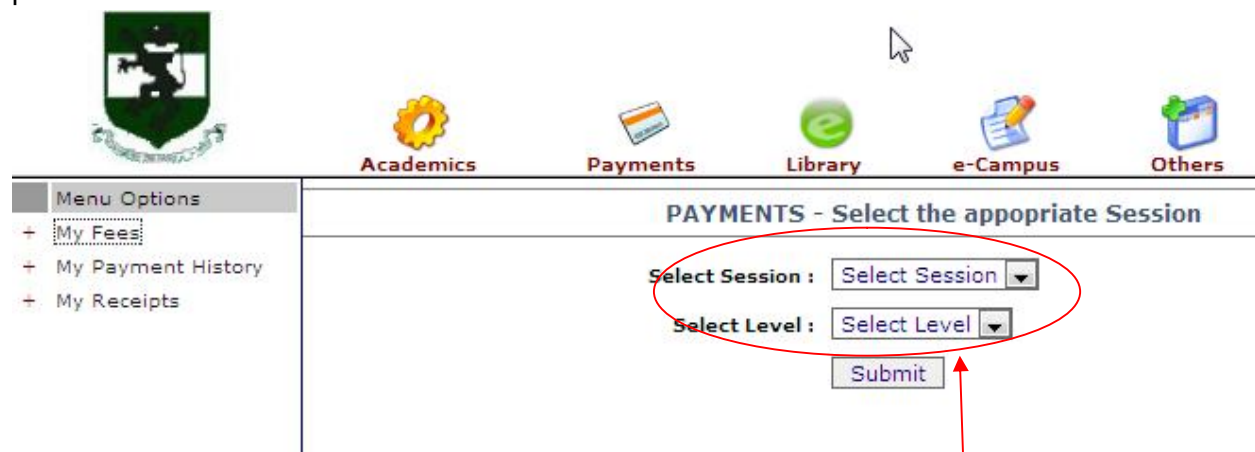 Academics Payments Library e-Campus Others
Menu Options
PAYMENTS - Select the appopriate Session
+ My Fees
+ My Payment History
+ My Receipts
Select Session : Select Session
Select Level : Select Level
Submit